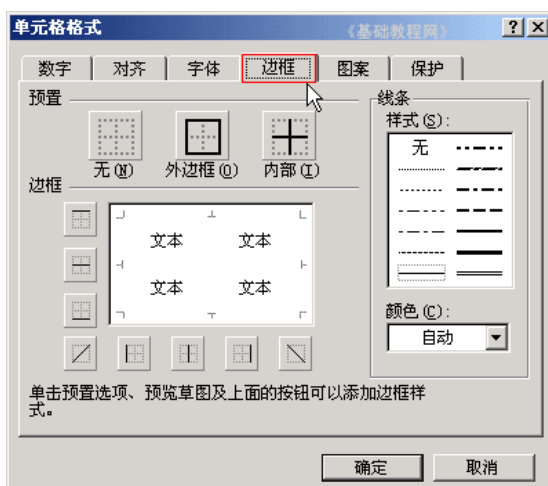 单元格格式
《基础教程网》
数字 对齐 字体 边框 图案 保护
预置
无(N) 外边框(O) 内部(I)
边框
文本 文本
文本 文本
线条
样式(S):
无
颜色(C):
自动
单击预置选项、预览草图及上面的按钮可以添加边框样
式。
确定 取消